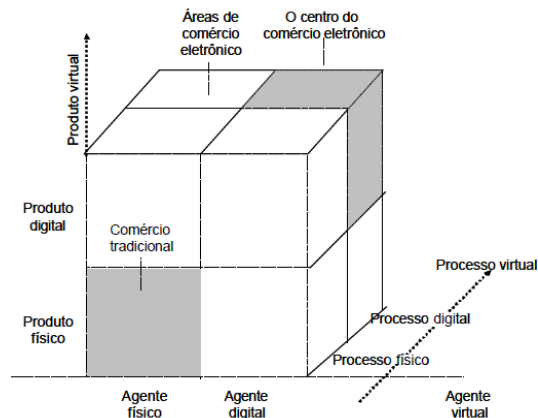 Áreas de
comércio
eletrônico
O centro do
comércio eletrônico
Produto virtual
Produto
digital
Comércio
tradicional
Produto
físico
Processo virtual
Processo digital
Processo físico
Agente
físico
Agente
digital
Agente
virtual